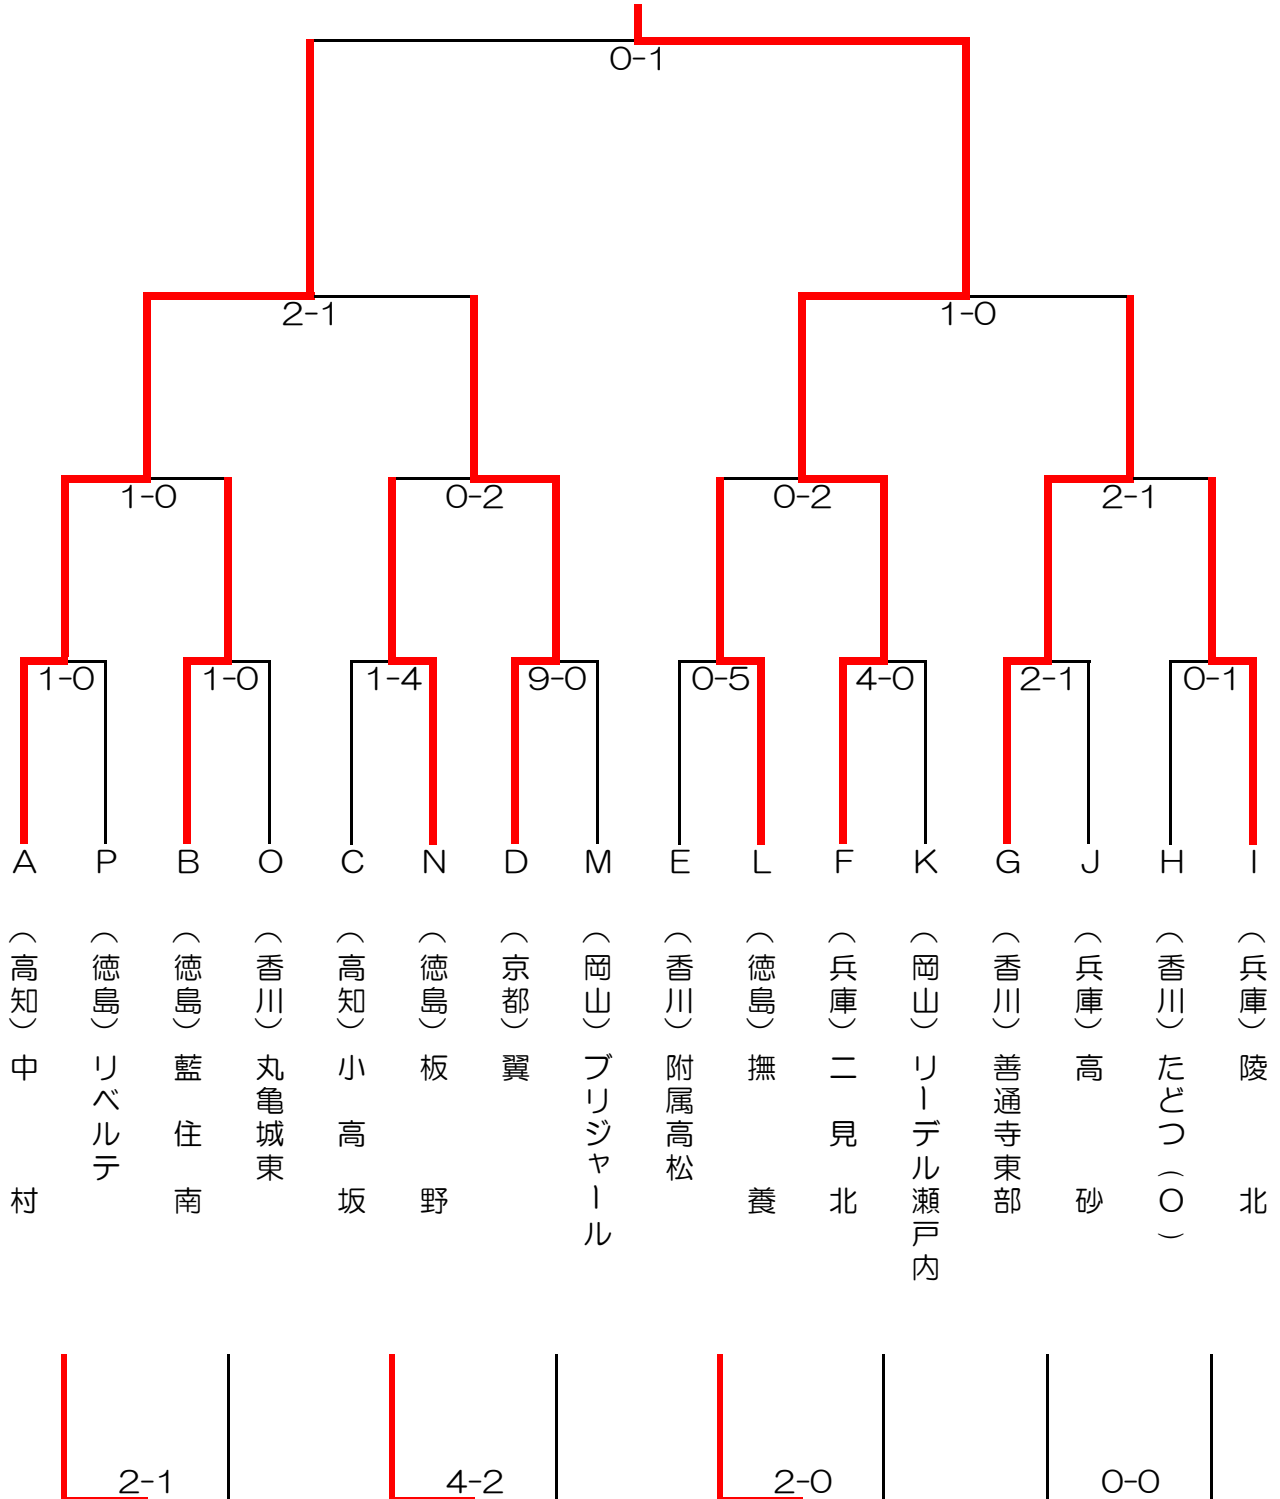 0-1
2-1
1-0
1-0
0-2
0-2
2-1
1-0
1-0
1-4
9-0
0-5
4-0
2-1
0-1
A
P
B
O
C
N
D
M
E
L
F
K
G
J
H
I
（高知）中村
（徳島）リベルテ
（徳島）藍住南
（香川）丸亀城東
（高知）小高坂
（徳島）板野
（京都）翼
（岡山）ブリジャール
（香川）附属高松
（徳島）撫養
（兵庫）二見北
（岡山）リーデル瀬戸内
（香川）善通寺東部
（兵庫）高砂
（香川）たどつ（O）
（兵庫）陵北
2-1
4-2
2-0
0-0